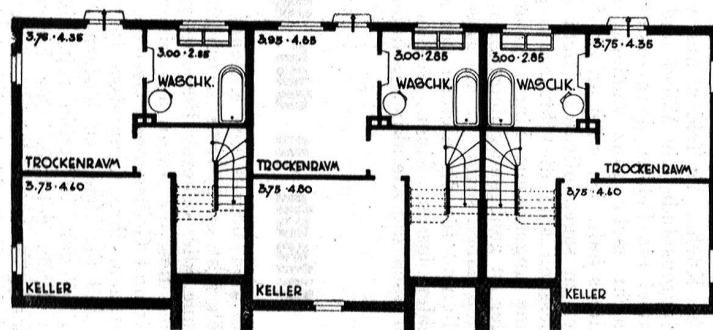 3.75·4.35
3.00·2.85
WASCHK.
TROCKENRAUM
3.75·4.60
KELLER
3.95·4.85
3.00·2.85
WASCHK.
TROCKENRAUM
3.75·4.80
KELLER
3.00·2.85
WASCHK.
3.75·4.35
TROCKENRAUM
3.75·4.60
KELLER